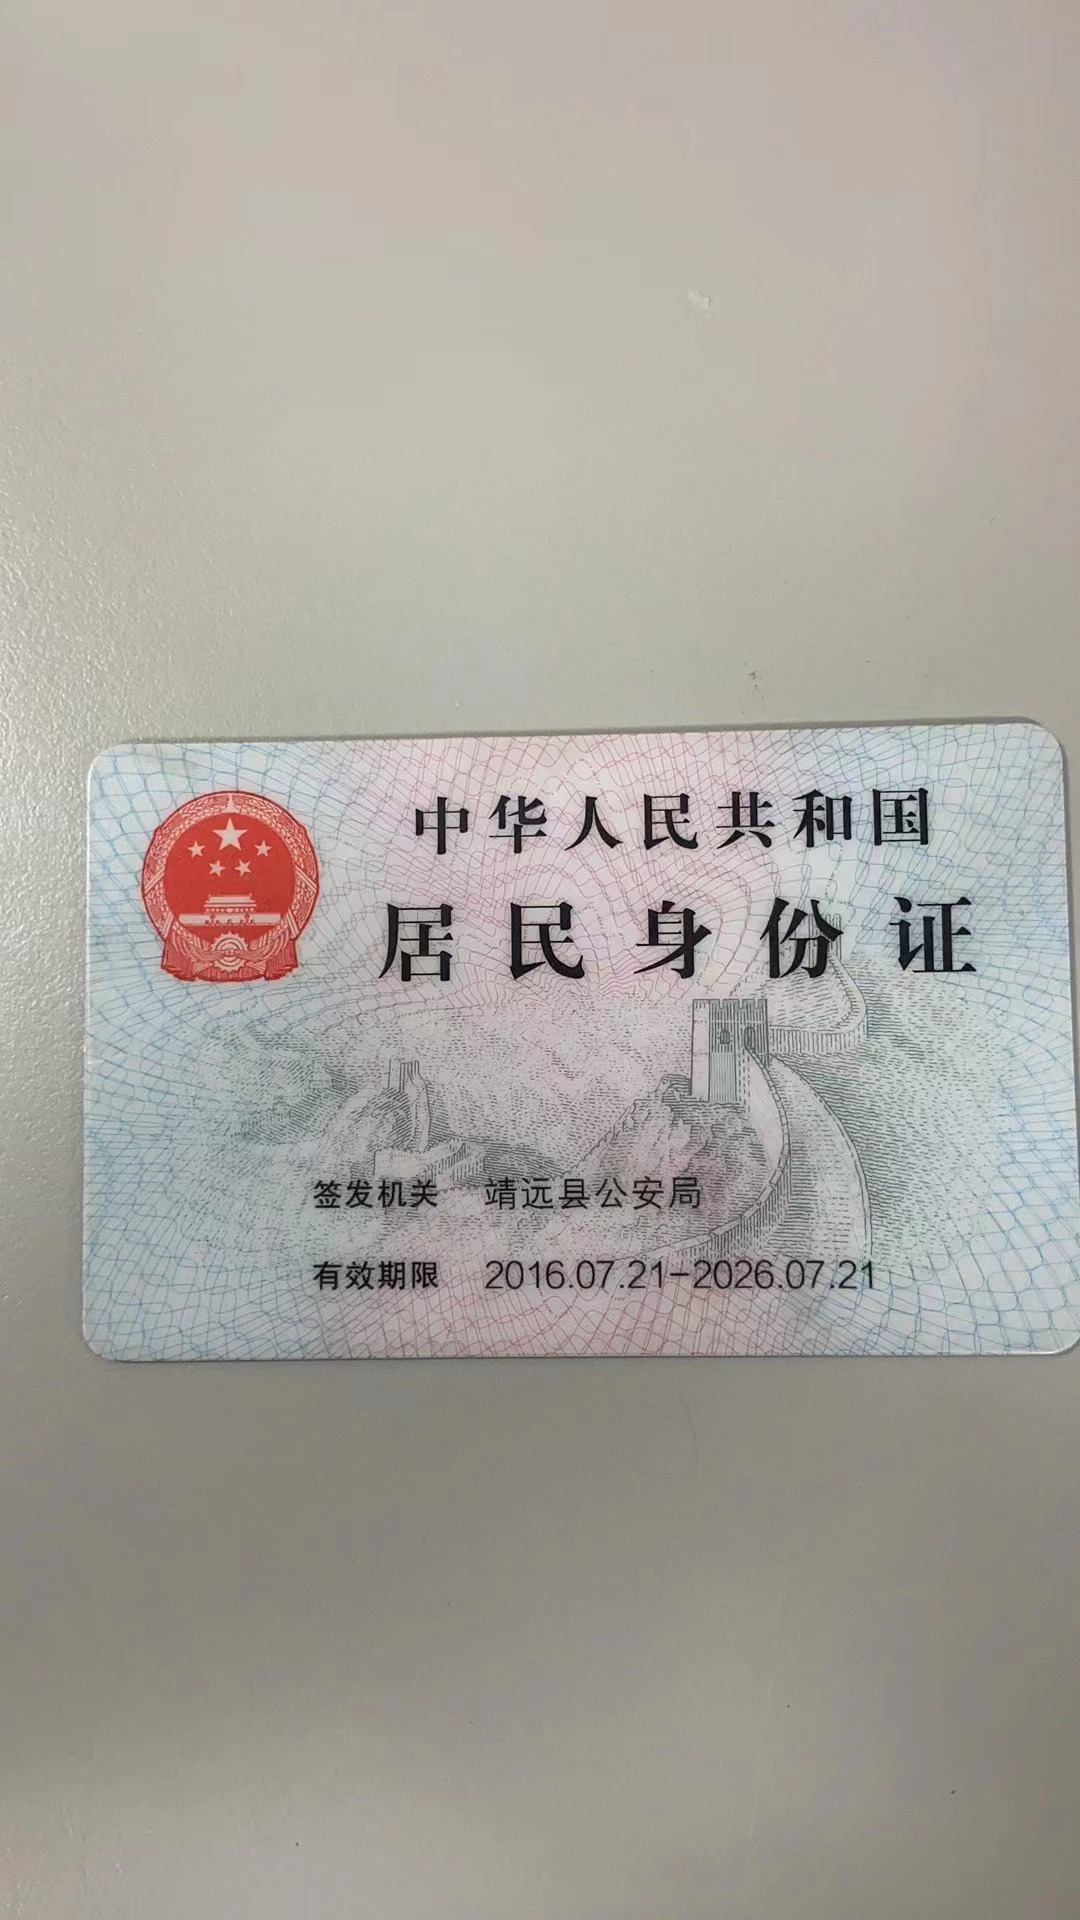 中华人民共和国
居民身份证
签发机关 靖远县公安局
有效期限 2016.07.21-2026.07.21